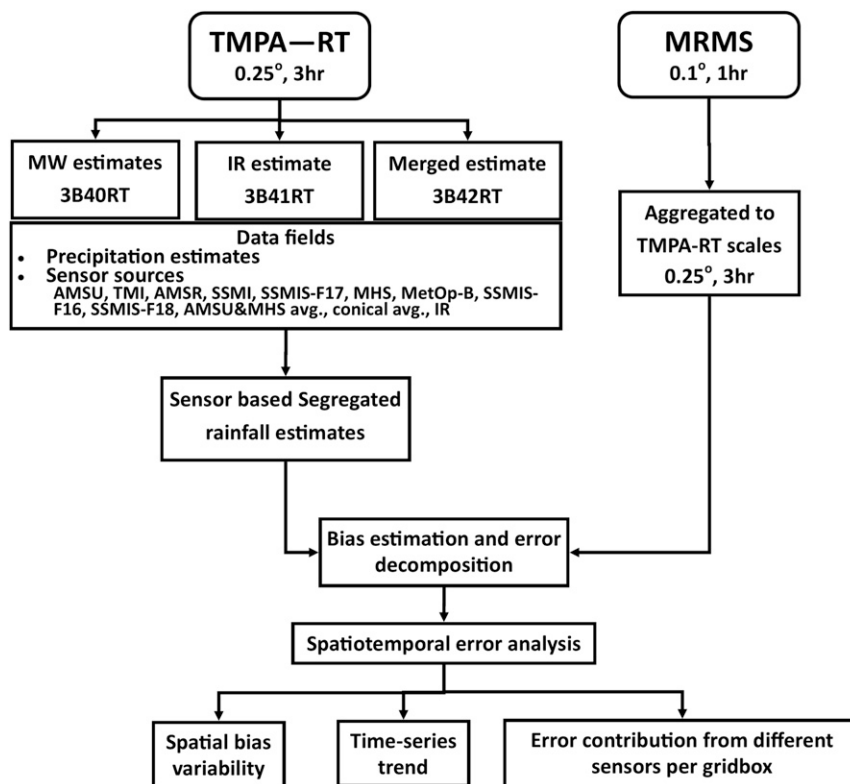 TMPA—RT
0.25°, 3hr
MRMS
0.1°, 1hr
MW estimates
3B40RT
IR estimate
3B41RT
Merged estimate
3B42RT
Data fields
• Precipitation estimates
• Sensor sources
AMSU, TMI, AMSR, SSMI, SSMIS-F17, MHS, MetOp-B, SSMIS-
F16, SSMIS-F18, AMSU&MHS avg., conical avg., IR
Aggregated to
TMPA-RT scales
0.25°, 3hr
Sensor based Segregated
rainfall estimates
Bias estimation and error
decomposition
Spatiotemporal error analysis
Spatial bias
variability
Time-series
trend
Error contribution from different
sensors per gridbox